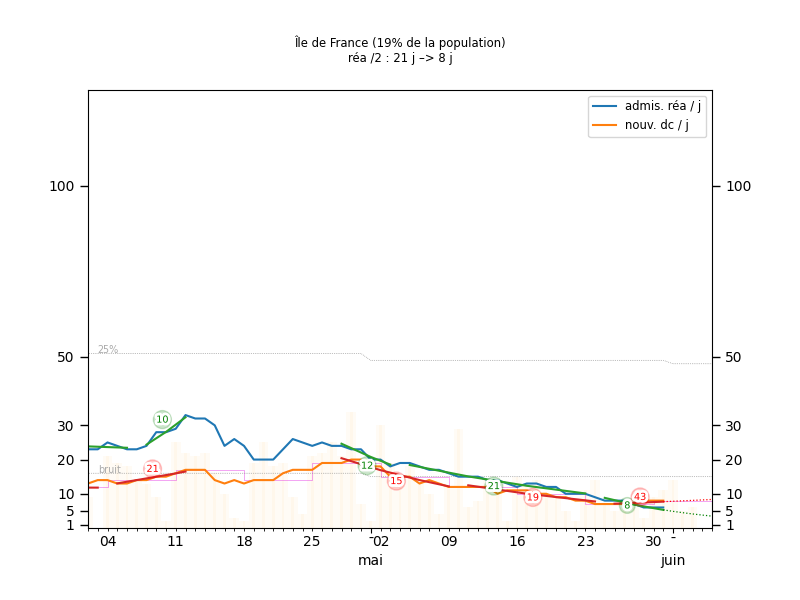 Île de France (19% de la population)
réa /2 : 21 j –> 8 j
admis. réa / j
nouv. dc / j
100 100
25%
50 50
10
30 30
12
20 20
bruit
21
15
21
10 19 43 10
8
5 5
1 1
04 11 18 25 02 09 16 23 30
mai juin